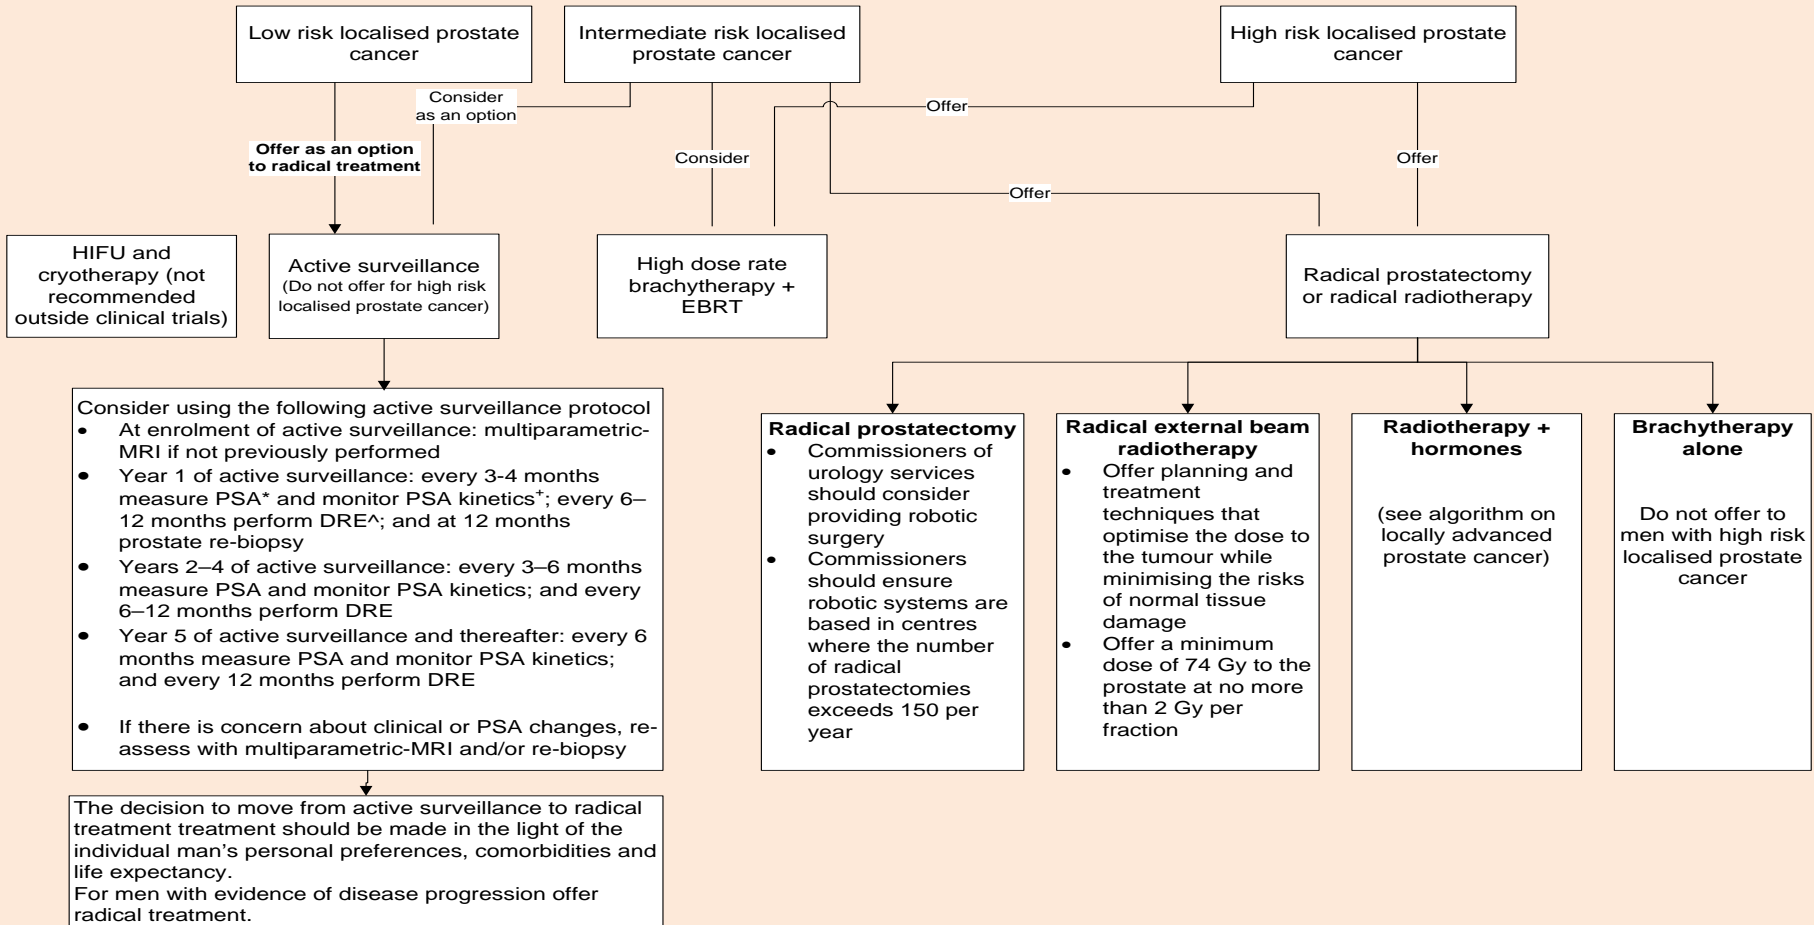 Low risk localised prostate
cancer
Intermediate risk localised
prostate cancer
High risk localised prostate
cancer
Consider
as an option
Offer
Offer as an option
to radical treatment
Consider
Offer
Offer
HIFU and
cryotherapy (not
recommended
outside clinical trials)
Active surveillance
(Do not offer for high risk
localised prostate cancer)
High dose rate
brachytherapy +
EBRT
Radical prostatectomy
or radical radiotherapy
Consider using the following active surveillance protocol
• At enrolment of active surveillance: multiparametric-
MRI if not previously performed
• Year 1 of active surveillance: every 3-4 months
measure PSA* and monitor PSA kinetics⁺; every 6–
12 months perform DRE^; and at 12 months
prostate re-biopsy
• Years 2–4 of active surveillance: every 3–6 months
measure PSA and monitor PSA kinetics; and every
6–12 months perform DRE
• Year 5 of active surveillance and thereafter: every 6
months measure PSA and monitor PSA kinetics;
and every 12 months perform DRE
• If there is concern about clinical or PSA changes, re-
assess with multiparametric-MRI and/or re-biopsy
The decision to move from active surveillance to radical
treatment treatment should be made in the light of the
individual man's personal preferences, comorbidities and
life expectancy.
For men with evidence of disease progression offer
radical treatment.
Radical prostatectomy
• Commissioners of
urology services
should consider
providing robotic
surgery
• Commissioners
should ensure
robotic systems are
based in centres
where the number
of radical
prostatectomies
exceeds 150 per
year
Radical external beam
radiotherapy
• Offer planning and
treatment
techniques that
optimise the dose to
the tumour while
minimising the risks
of normal tissue
damage
• Offer a minimum
dose of 74 Gy to the
prostate at no more
than 2 Gy per
fraction
Radiotherapy +
hormones
(see algorithm on
locally advanced
prostate cancer)
Brachytherapy
alone
Do not offer to
men with high risk
localised prostate
cancer